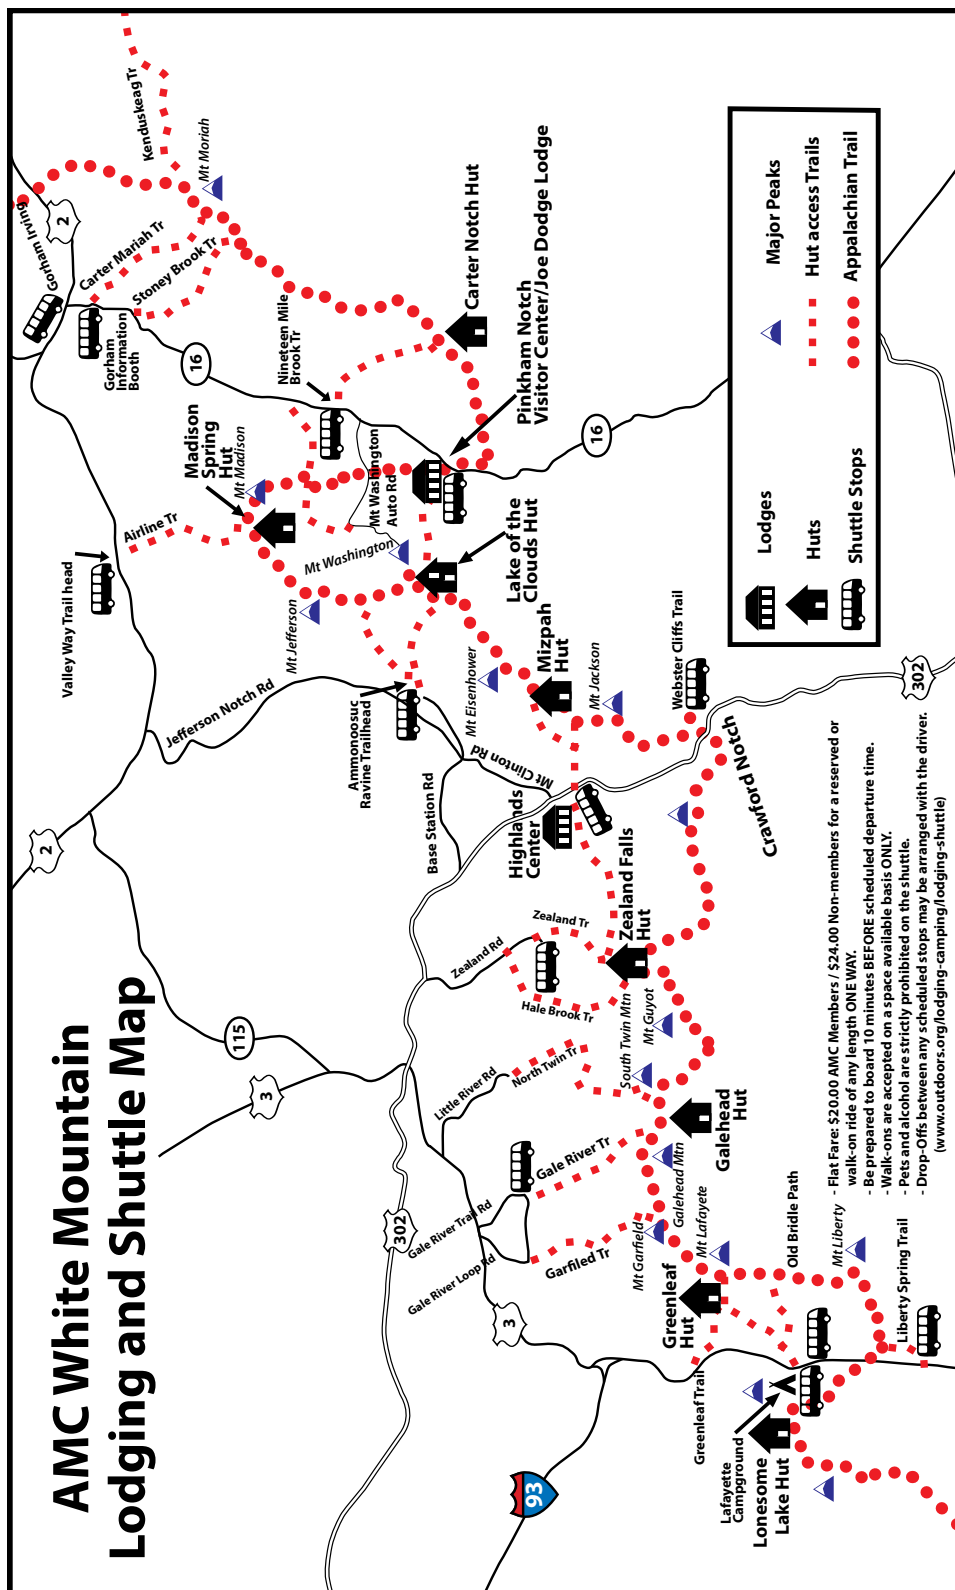 AMC White Mountain
Lodging and Shuttle Map
Kenduskeag Tr
Mt Moriah
Gorham Irving
2
Carter Mariah Tr
Stoney Brook Tr
Gorham
Information
Booth
16
Nineteen Mile
Brook Tr
Carter Notch Hut
Pinkham Notch
Visitor Center/Joe Dodge Lodge
16
Madison
Spring
Hut
Mt Madison
Airline Tr
Mt Washington
Auto Rd
Mt Washington
Lake of the
Clouds Hut
Valley Way Trail head
Mt Jefferson
Jefferson Notch Rd
Ammonoosuc
Ravine Trailhead
Mt Eisenhower
Mizpah
Hut
Mt Jackson
Webster Cliffs Trail
302
Mt Clinton Rd
Base Station Rd
Highlands
Center
Crawford Notch
2
Zealand Falls
Hut
Zealand Tr
Zealand Rd
Hale Brook Tr
115
3
South Twin Mtn
Mt Guyot
North Twin Tr
Little River Rd
Galehead
Hut
Gale River Tr
Gale River Trail Rd
Gale River Loop Rd
302
Garfiled Tr
Galehead Mtn
Mt Garfield
Mt Lafayete
Greenleaf
Hut
3
Old Bridle Path
Mt Liberty
Liberty Spring Trail
Greenleaf Trail
Lafayette
Campground
Lonesome
Lake Hut
93
Lodges
Huts
Shuttle Stops
Major Peaks
Hut access Trails
Appalachian Trail
- Flat Fare: $20.00 AMC Members / $24.00 Non-members for a reserved or
walk-on ride of any length ONE WAY.
- Be prepared to board 10 minutes BEFORE scheduled departure time.
- Walk-ons are accepted on a space available basis ONLY.
- Pets and alcohol are strictly prohibited on the shuttle.
- Drop-Offs between any scheduled stops may be arranged with the driver.
(www.outdoors.org/lodging-camping/lodging-shuttle)